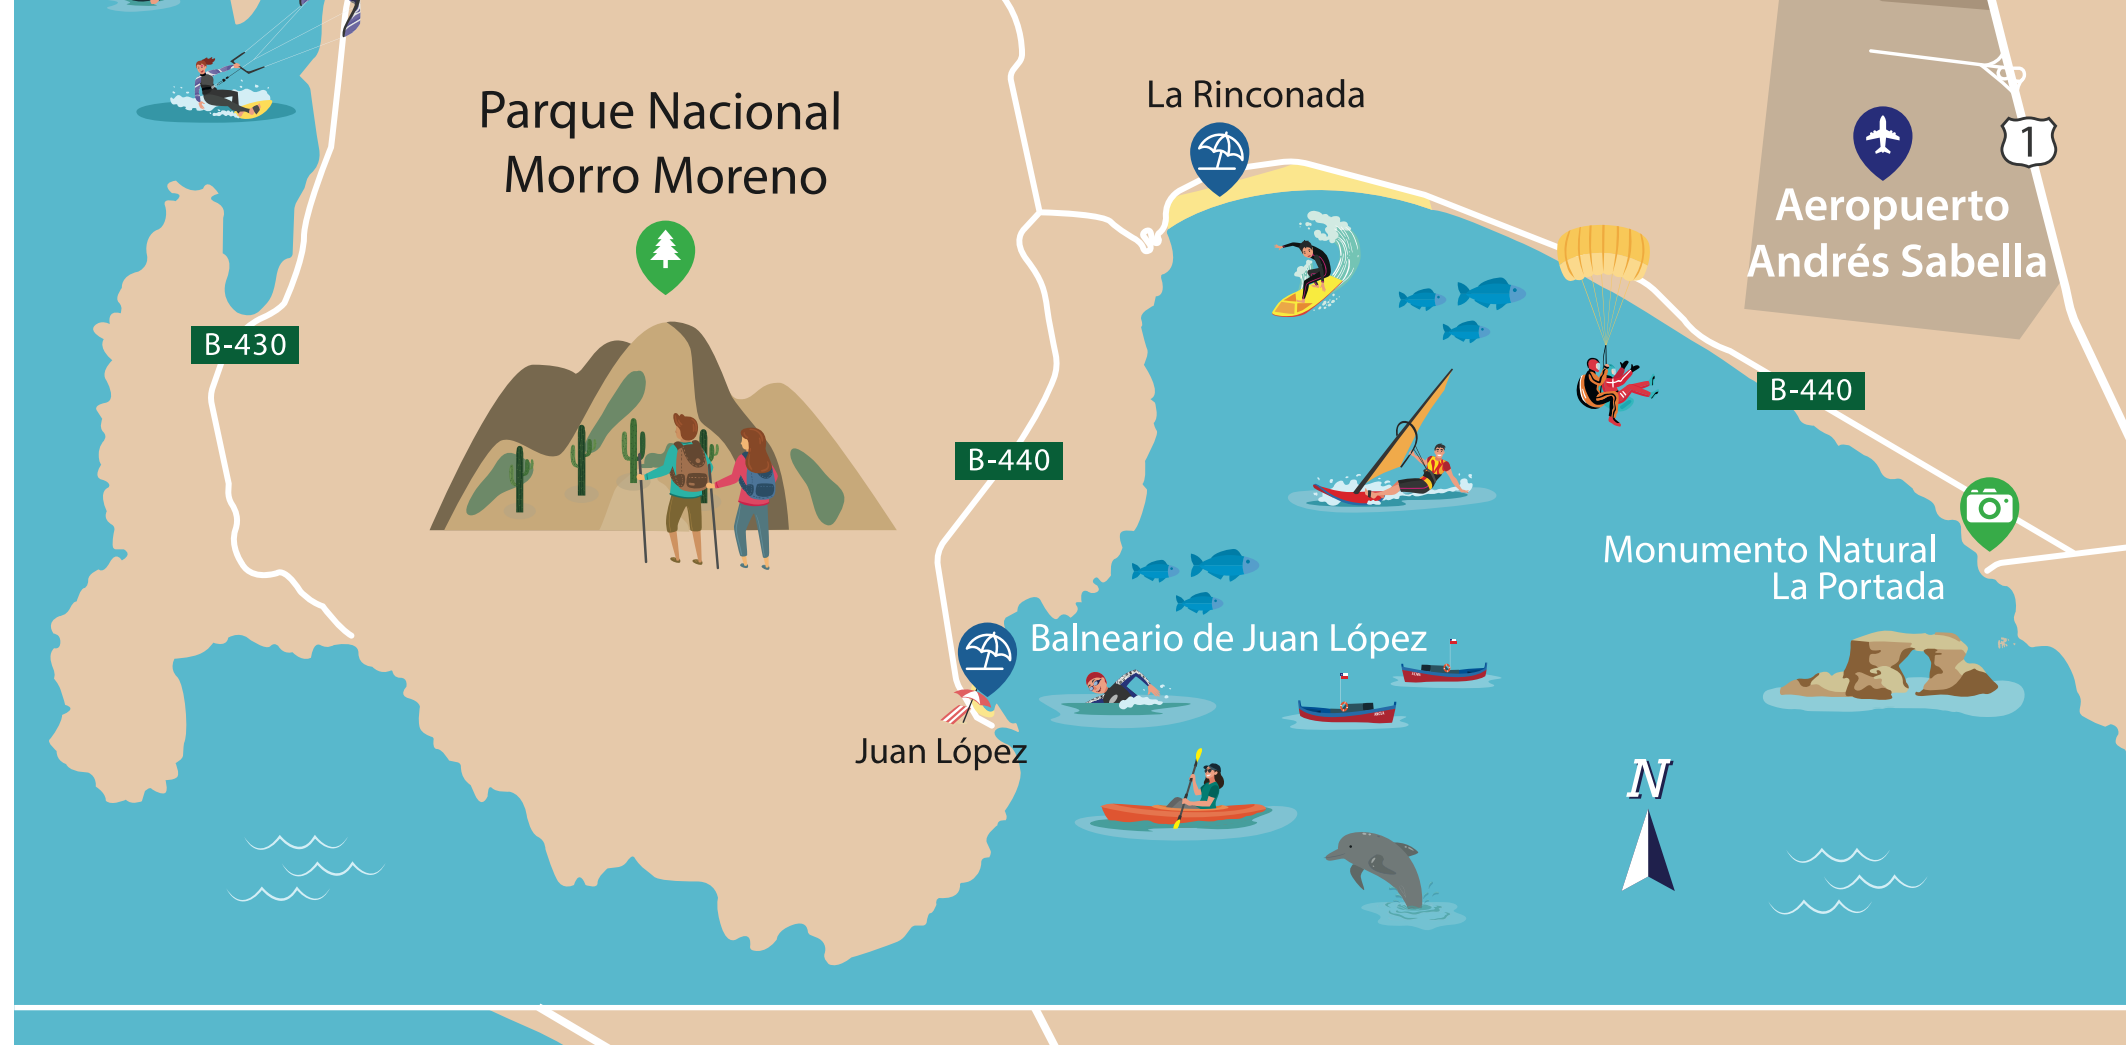 La Rinconada
Parque Nacional
Morro Moreno
1
Aeropuerto
Andrés Sabella
B-430
B-440
B-440
Monumento Natural
La Portada
Balneario de Juan López
Juan López
N